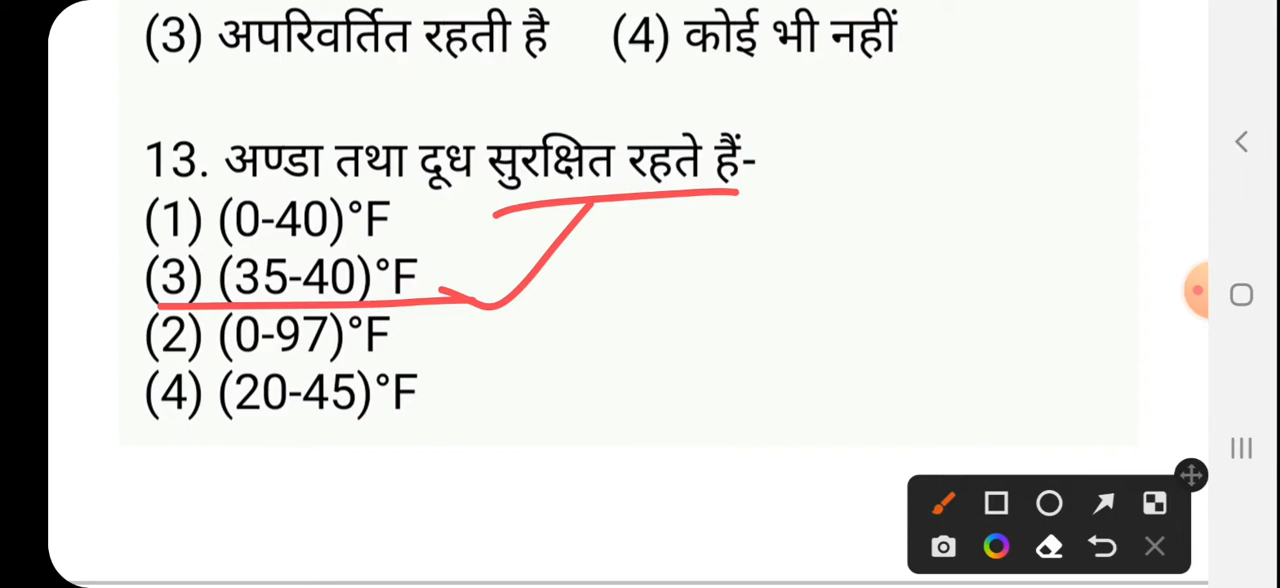 (3) अपरिवर्तित रहती है (4) कोई भी नहीं
13. अण्डा तथा दूध सुरक्षित रहते हैं-
(1) (0-40)°F
(3) (35-40)°F
(2) (0-97)°F
(4) (20-45)°F